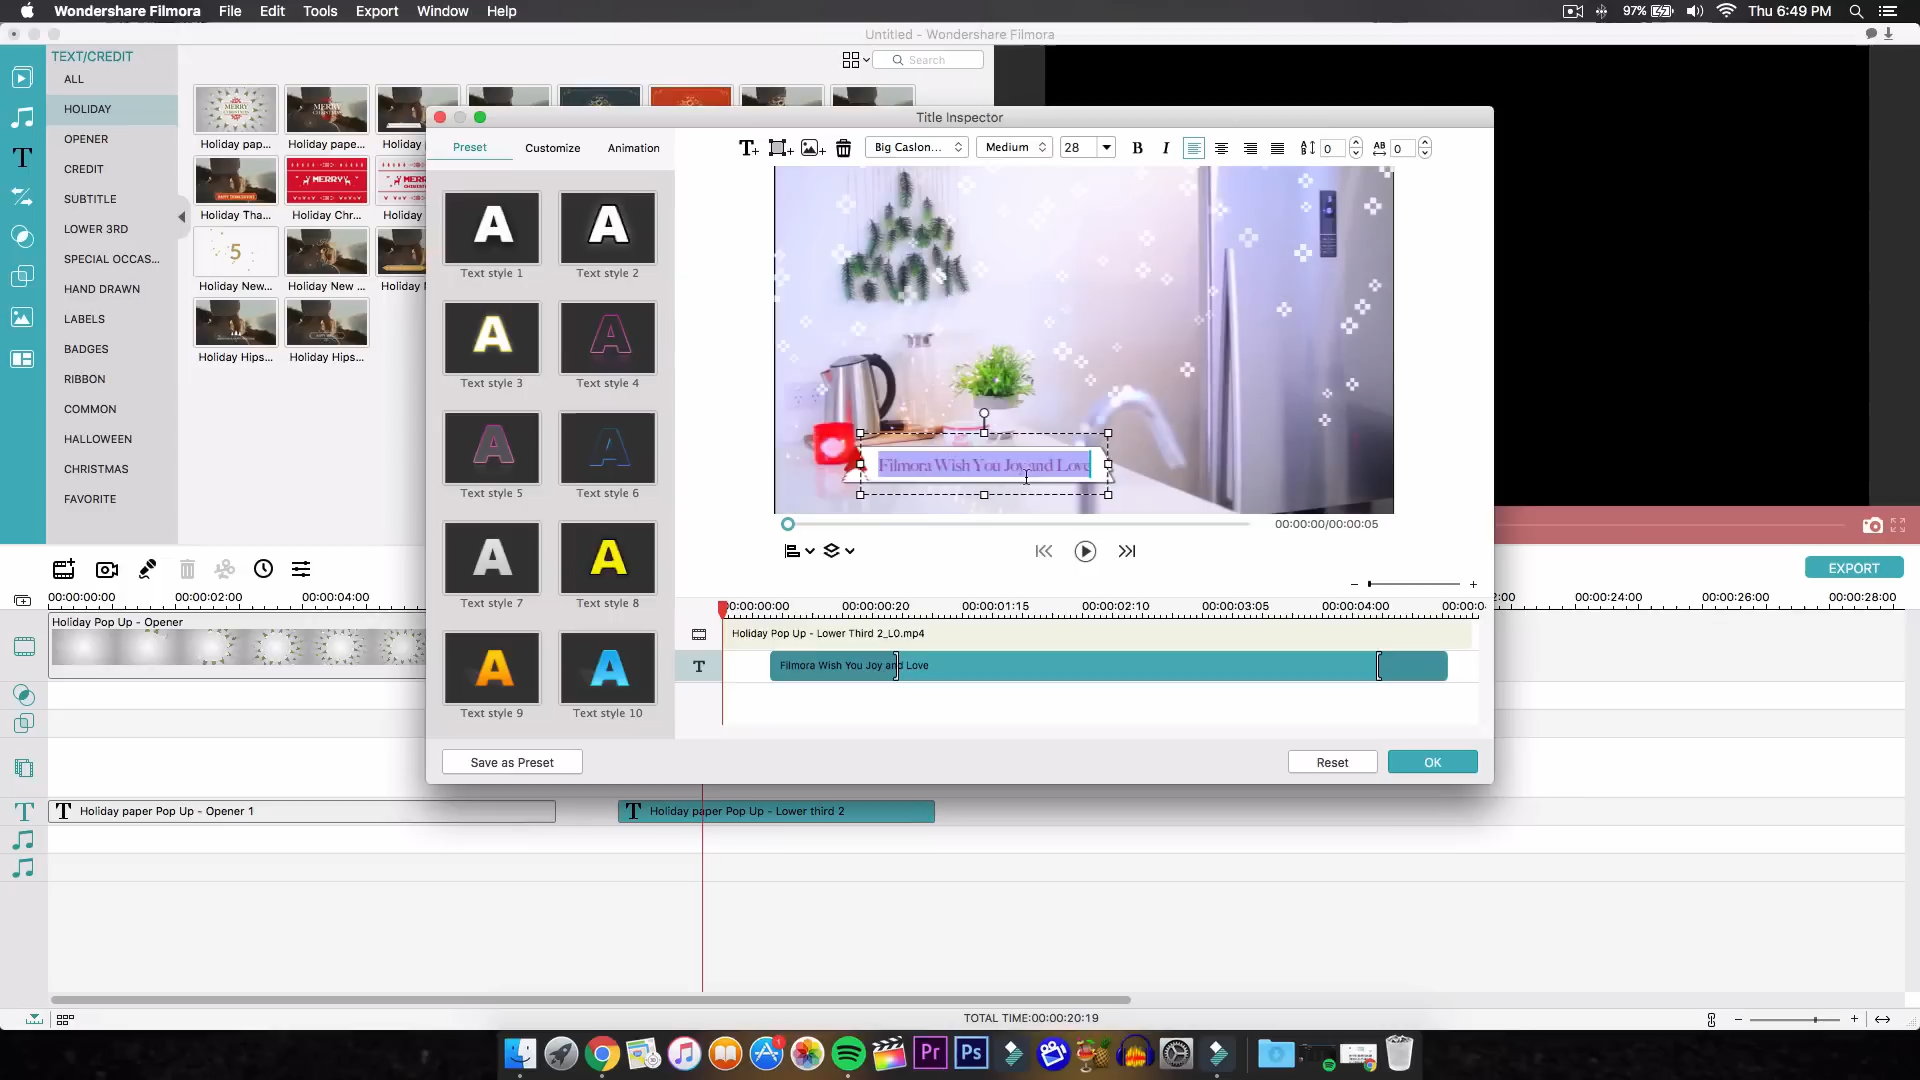 Wondershare Filmora File Edit Tools Export Window Help
97% Thu 6:49 PM
Untitled - Wondershare Filmora
TEXT/CREDIT
ALL
HOLIDAY
OPENER
CREDIT
SUBTITLE
LOWER 3RD
SPECIAL OCCAS...
HAND DRAWN
LABELS
BADGES
RIBBON
COMMON
HALLOWEEN
CHRISTMAS
FAVORITE
Search
MERRY
Holiday pap... Holiday pape... Holiday
MERRY
Holiday Tha... Holiday Chr... Holiday
5
Holiday New... Holiday New ... Holiday
Holiday Hips... Holiday Hips...
Title Inspector
Preset Customize Animation
Big Caslon... Medium 28 B I 0 AB 0
A A
Text style 1 Text style 2
A A
Text style 3 Text style 4
A A
Text style 5 Text style 6
A A
Text style 7 Text style 8
A A
Text style 9 Text style 10
Filmora Wish You Joy and Love
00:00:00/00:00:05
00:00:00:00 00:00:00:20 00:00:01:15 00:00:02:10 00:00:03:05 00:00:04:00
Holiday Pop Up - Lower Third 2_L0.mp4
T Filmora Wish You Joy and Love
Save as Preset Reset OK
EXPORT
00:00:00:00 00:00:02:00 00:00:04:00 00:00:24:00 00:00:26:00 00:00:28:00
Holiday Pop Up - Opener
T T Holiday paper Pop Up - Opener 1 T Holiday paper Pop Up - Lower third 2
TOTAL TIME:00:00:20:19
Pr Ps